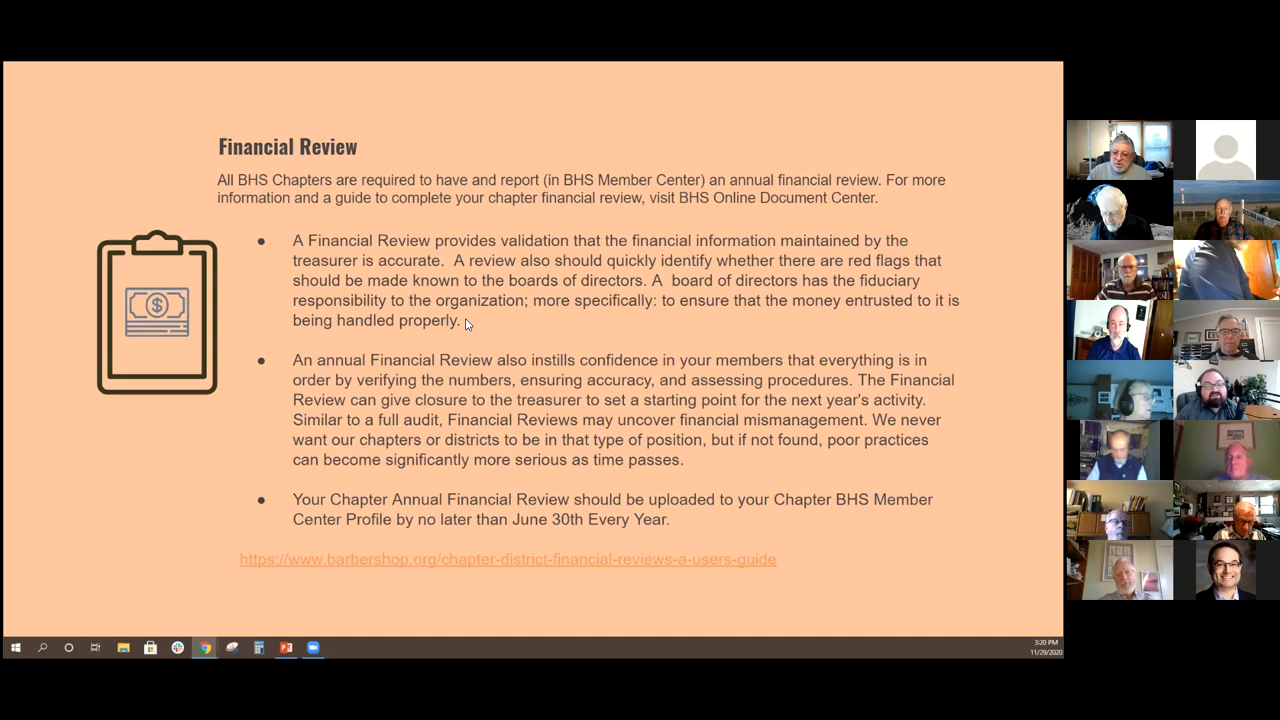 Financial Review
All BHS Chapters are required to have and report (in BHS Member Center) an annual financial review. For more
information and a guide to complete your chapter financial review, visit BHS Online Document Center.
● A Financial Review provides validation that the financial information maintained by the
treasurer is accurate.  A review also should quickly identify whether there are red flags that
should be made known to the boards of directors. A  board of directors has the fiduciary
responsibility to the organization; more specifically: to ensure that the money entrusted to it is
being handled properly.
● An annual Financial Review also instills confidence in your members that everything is in
order by verifying the numbers, ensuring accuracy, and assessing procedures. The Financial
Review can give closure to the treasurer to set a starting point for the next year's activity.
Similar to a full audit, Financial Reviews may uncover financial mismanagement. We never
want our chapters or districts to be in that type of position, but if not found, poor practices
can become significantly more serious as time passes.
● Your Chapter Annual Financial Review should be uploaded to your Chapter BHS Member
Center Profile by no later than June 30th Every Year.
https://www.barbershop.org/chapter-district-financial-reviews-a-users-guide
$
3:20 PM
11/29/2020